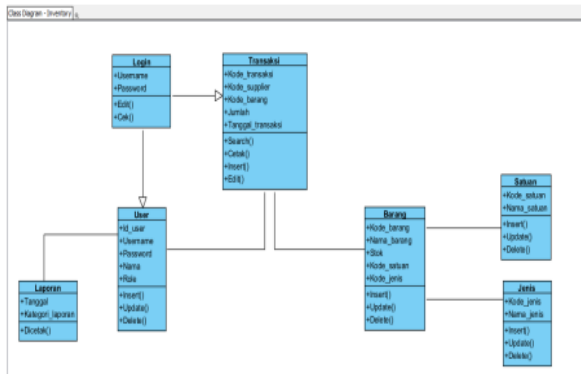 Class Diagram - Inventory
Login
+Username
+Password
+Edit()
+Cek()
Transaksi
+Kode_transaksi
+Kode_supplier
+Kode_barang
+Jumlah
+Tanggal_transaksi
+Search()
+Cetak()
+Insert()
+Edit()
User
+id_user
+Username
+Password
+Nama
+Role
+Insert()
+Update()
+Delete()
Laporan
+Tanggal
+Kategori_laporan
+Dicetak()
Barang
+Kode_barang
+Nama_barang
+Stok
+Kode_satuan
+Kode_jenis
+Insert()
+Update()
+Delete()
Satuan
+Kode_satuan
+Nama_satuan
+Insert()
+Update()
+Delete()
Jenis
+Kode_jenis
+Nama_jenis
+Insert()
+Update()
+Delete()